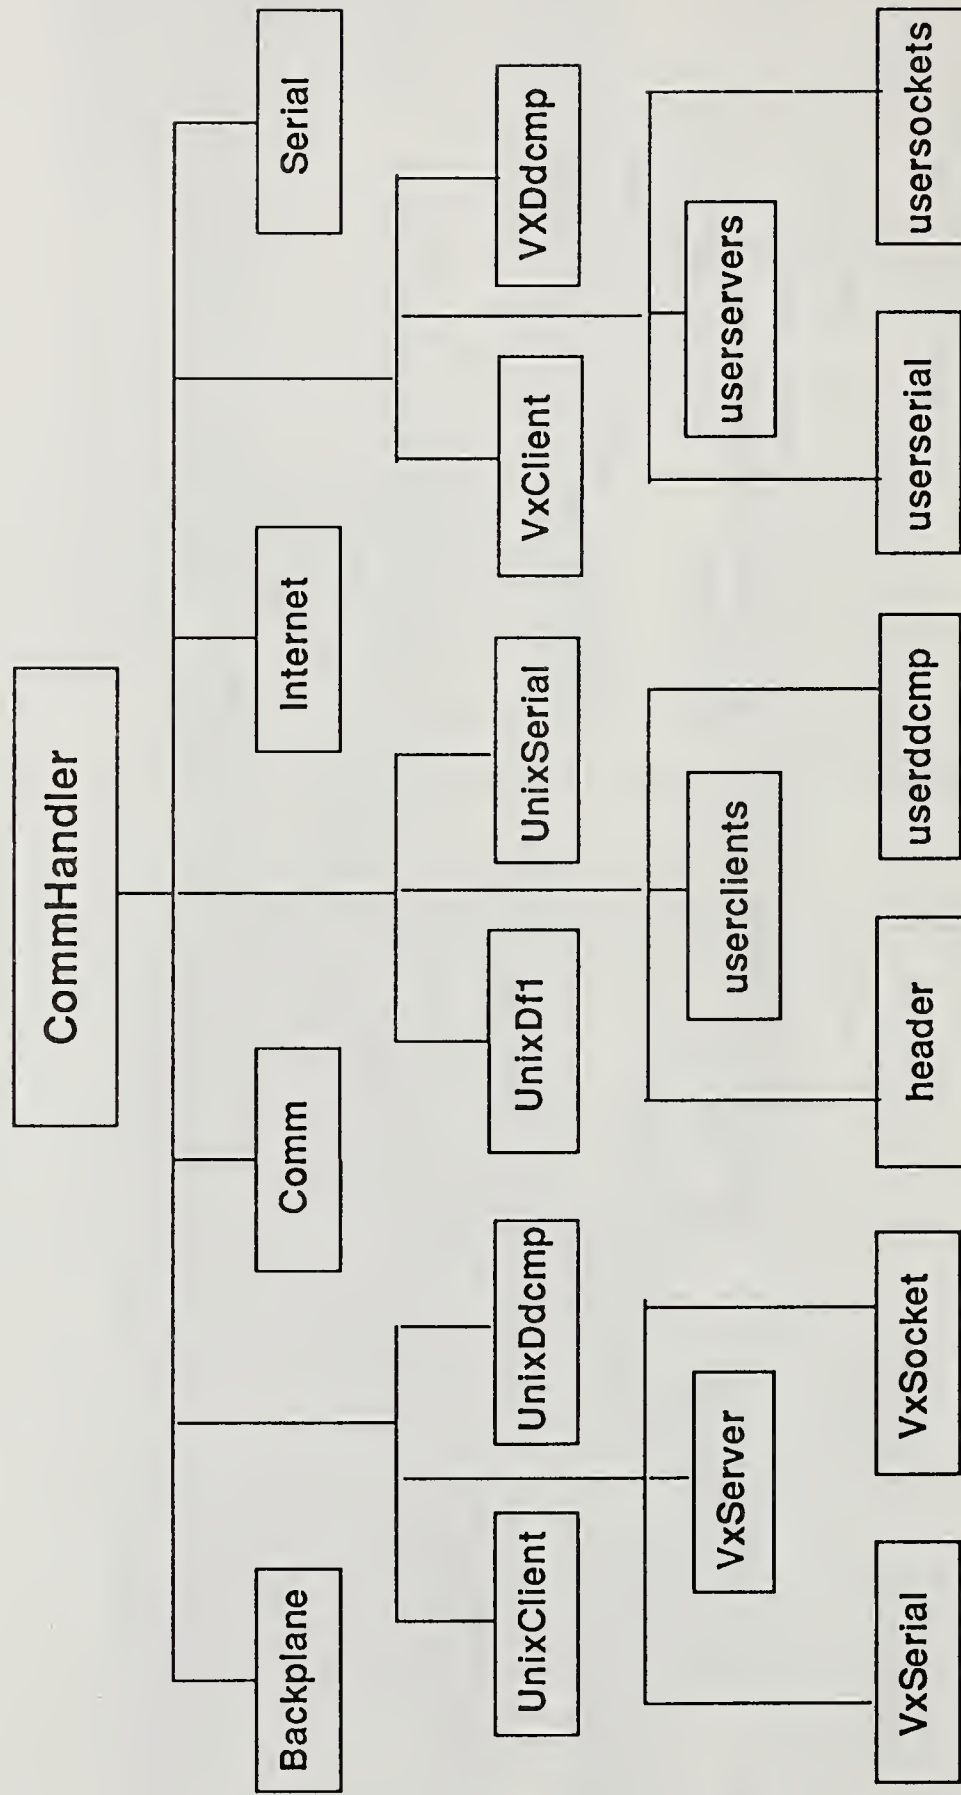 CommHandler
Backplane
Comm
Internet
Serial
UnixClient
UnixDdcmp
UnixDf1
UnixSerial
VxClient
VXDdcmp
VxServer
userclients
userservers
VxSerial
VxSocket
header
userddcmp
userserial
usersockets